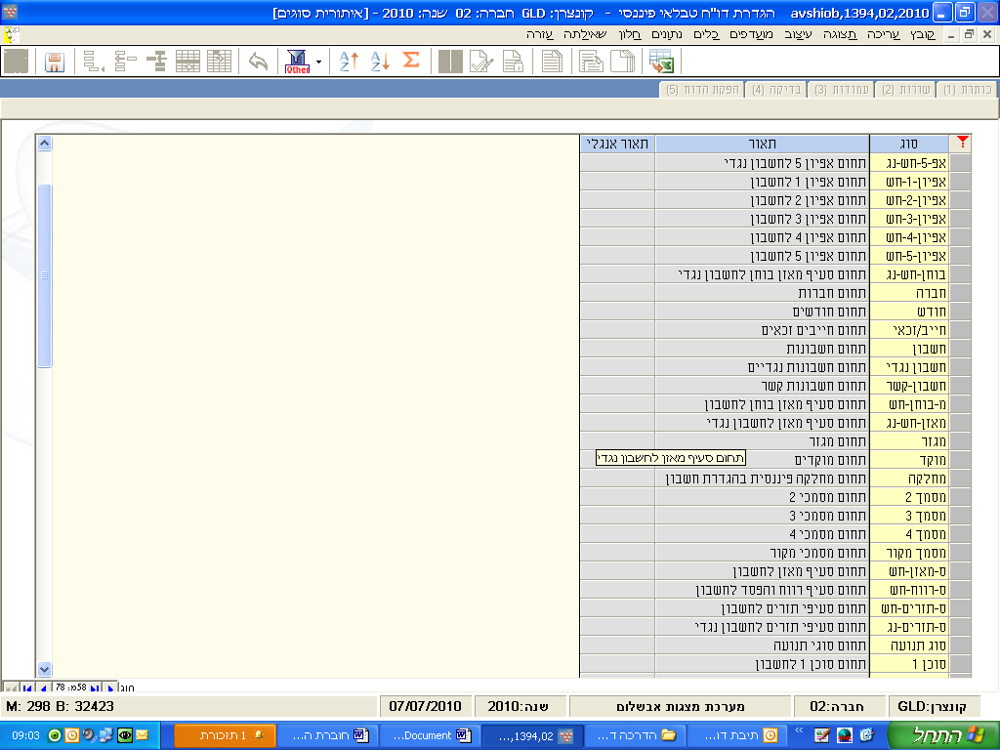 avshiob,1394,02,2010 הגדרת דו"ח טבלאי פיננסי - קונצרן: GLD חברה: 02 שנה: 2010 - [איתורית סוגים]
קובץ עריכה תצוגה עיצוב מועדפים כלים נתונים חלון שאילתה עזרה
Other
כותרת (1) שורות (2) עמודות (3) בדיקה (4) הפקת הדוח (5)
סוג תאור תאור אנגלי
אפ-5-חש-נג תחום אפיון 5 לחשבון נגדי
אפיון-1-חש תחום אפיון 1 לחשבון
אפיון-2-חש תחום אפיון 2 לחשבון
אפיון-3-חש תחום אפיון 3 לחשבון
אפיון-4-חש תחום אפיון 4 לחשבון
אפיון-5-חש תחום אפיון 5 לחשבון
בוחן-חש-נג תחום סעיף מאזן בוחן לחשבון נגדי
חברה תחום חברות
חודש תחום חודשים
חייב/זכאי תחום חייבים זכאים
חשבון תחום חשבונות
חשבון נגדי תחום חשבונות נגדיים
חשבון-קשר תחום חשבונות קשר
מ-בוחן-חש תחום סעיף מאזן בוחן לחשבון
מאזן-חש-נג תחום סעיף מאזן לחשבון נגדי
מגזר תחום מגזר
מוקד תחום מוקדים תחום סעיף מאזן לחשבון נגדי
מחלקה תחום מחלקה פיננסית בהגדרת חשבון
מסמך 2 תחום מסמכי 2
מסמך 3 תחום מסמכי 3
מסמך 4 תחום מסמכי 4
מסמך מקור תחום מסמכי מקור
ס-מאזן-חש תחום סעיף מאזן לחשבון
ס-רווח-חש תחום סעיף רווח והפסד לחשבון
ס-תזרים-חש תחום סעיפי תזרים לחשבון
ס-תזרים-נג תחום סעיפי תזרים לחשבון נגדי
סוג תנועה תחום סוגי תנועה
סוכן 1 תחום סוכן 1 לחשבון
סוג 58מ: 78
קונצרן:GLD חברה:02 מערכת מצגות אבשלום שנה:2010 07/07/2010 M: 298 B: 32423
התחל תיבת דו... הדרכה ד... 1394,02,... Document... חוברת ה... 1 תזכורת 09:03